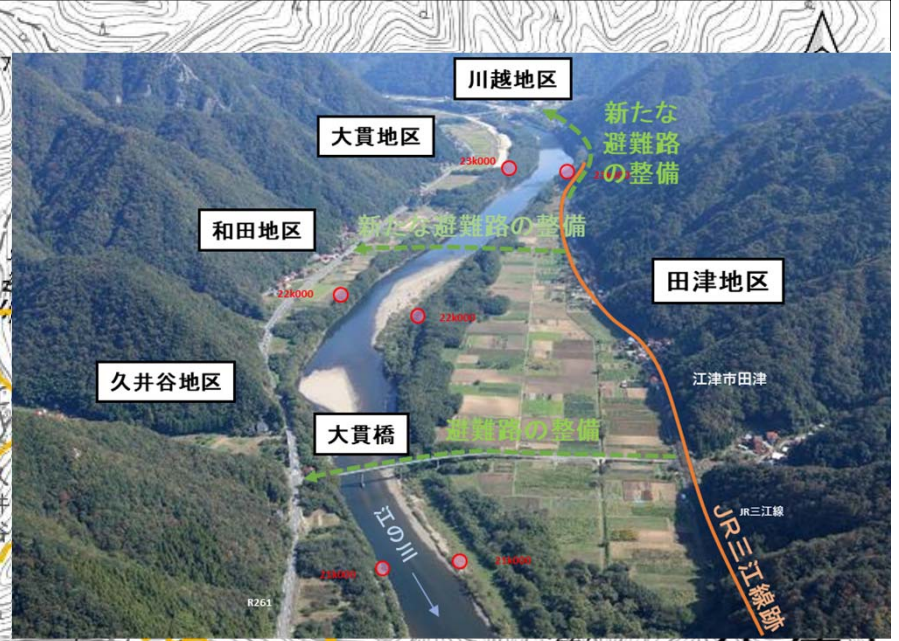 川越地区
新たな
避難路
の整備
大貫地区
23k000
新たな避難路の整備
和田地区
田津地区
22k000
22k000
江津市田津
久井谷地区
大貫橋
避難路の整備
JR三江線
JR三江線跡
江の川
R261